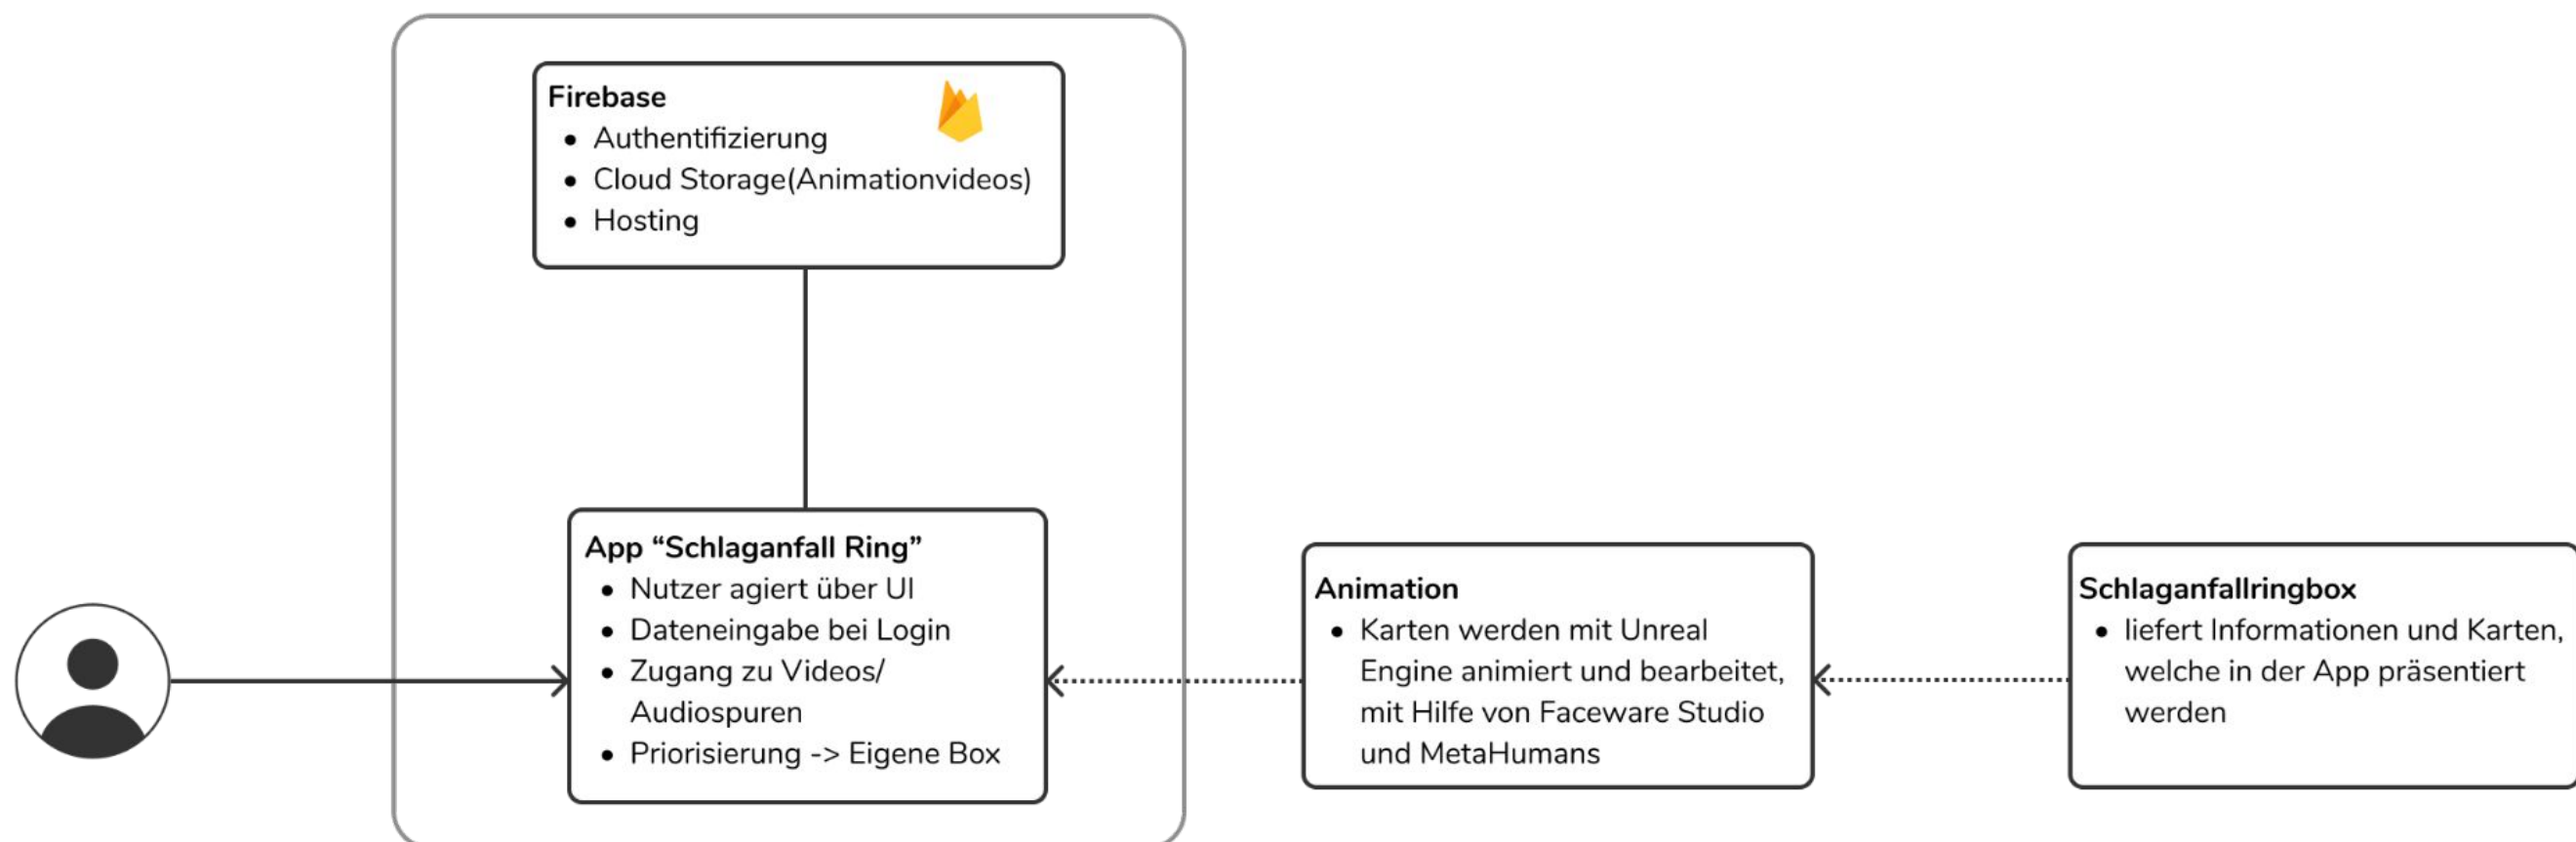 Firebase
• Authentifizierung
• Cloud Storage(Animationvideos)
• Hosting
App “Schlaganfall Ring”
• Nutzer agiert über UI
• Dateneingabe bei Login
• Zugang zu Videos/
Audiospuren
• Priorisierung -> Eigene Box
Animation
• Karten werden mit Unreal
Engine animiert und bearbeitet,
mit Hilfe von Faceware Studio
und MetaHumans
Schlaganfallringbox
• liefert Informationen und Karten,
welche in der App präsentiert
werden